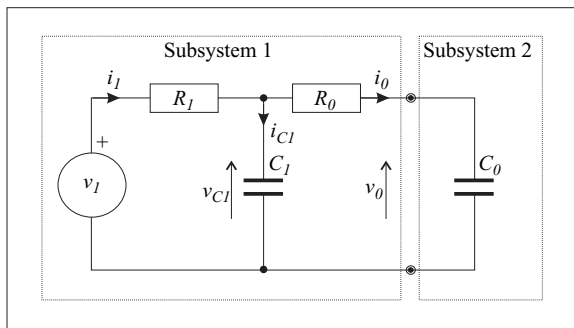 Subsystem 1
Subsystem 2
i1
R1
R0
i0
iC1
+
v1
vC1
C1
v0
C0